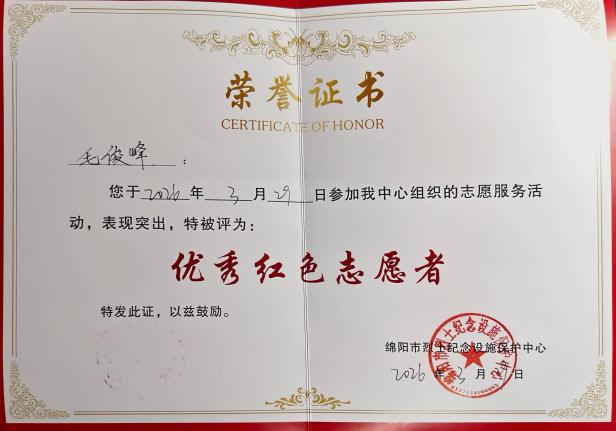 荣誉证书
CERTIFICATE OF HONOR
毛俊峰：
您于2026年3月29日参加我中心组织的志愿服务活
动，表现突出，特被评为：
优秀红色志愿者
特发此证，以兹鼓励。
绵阳市烈士纪念设施保护中心
2026年3月29日